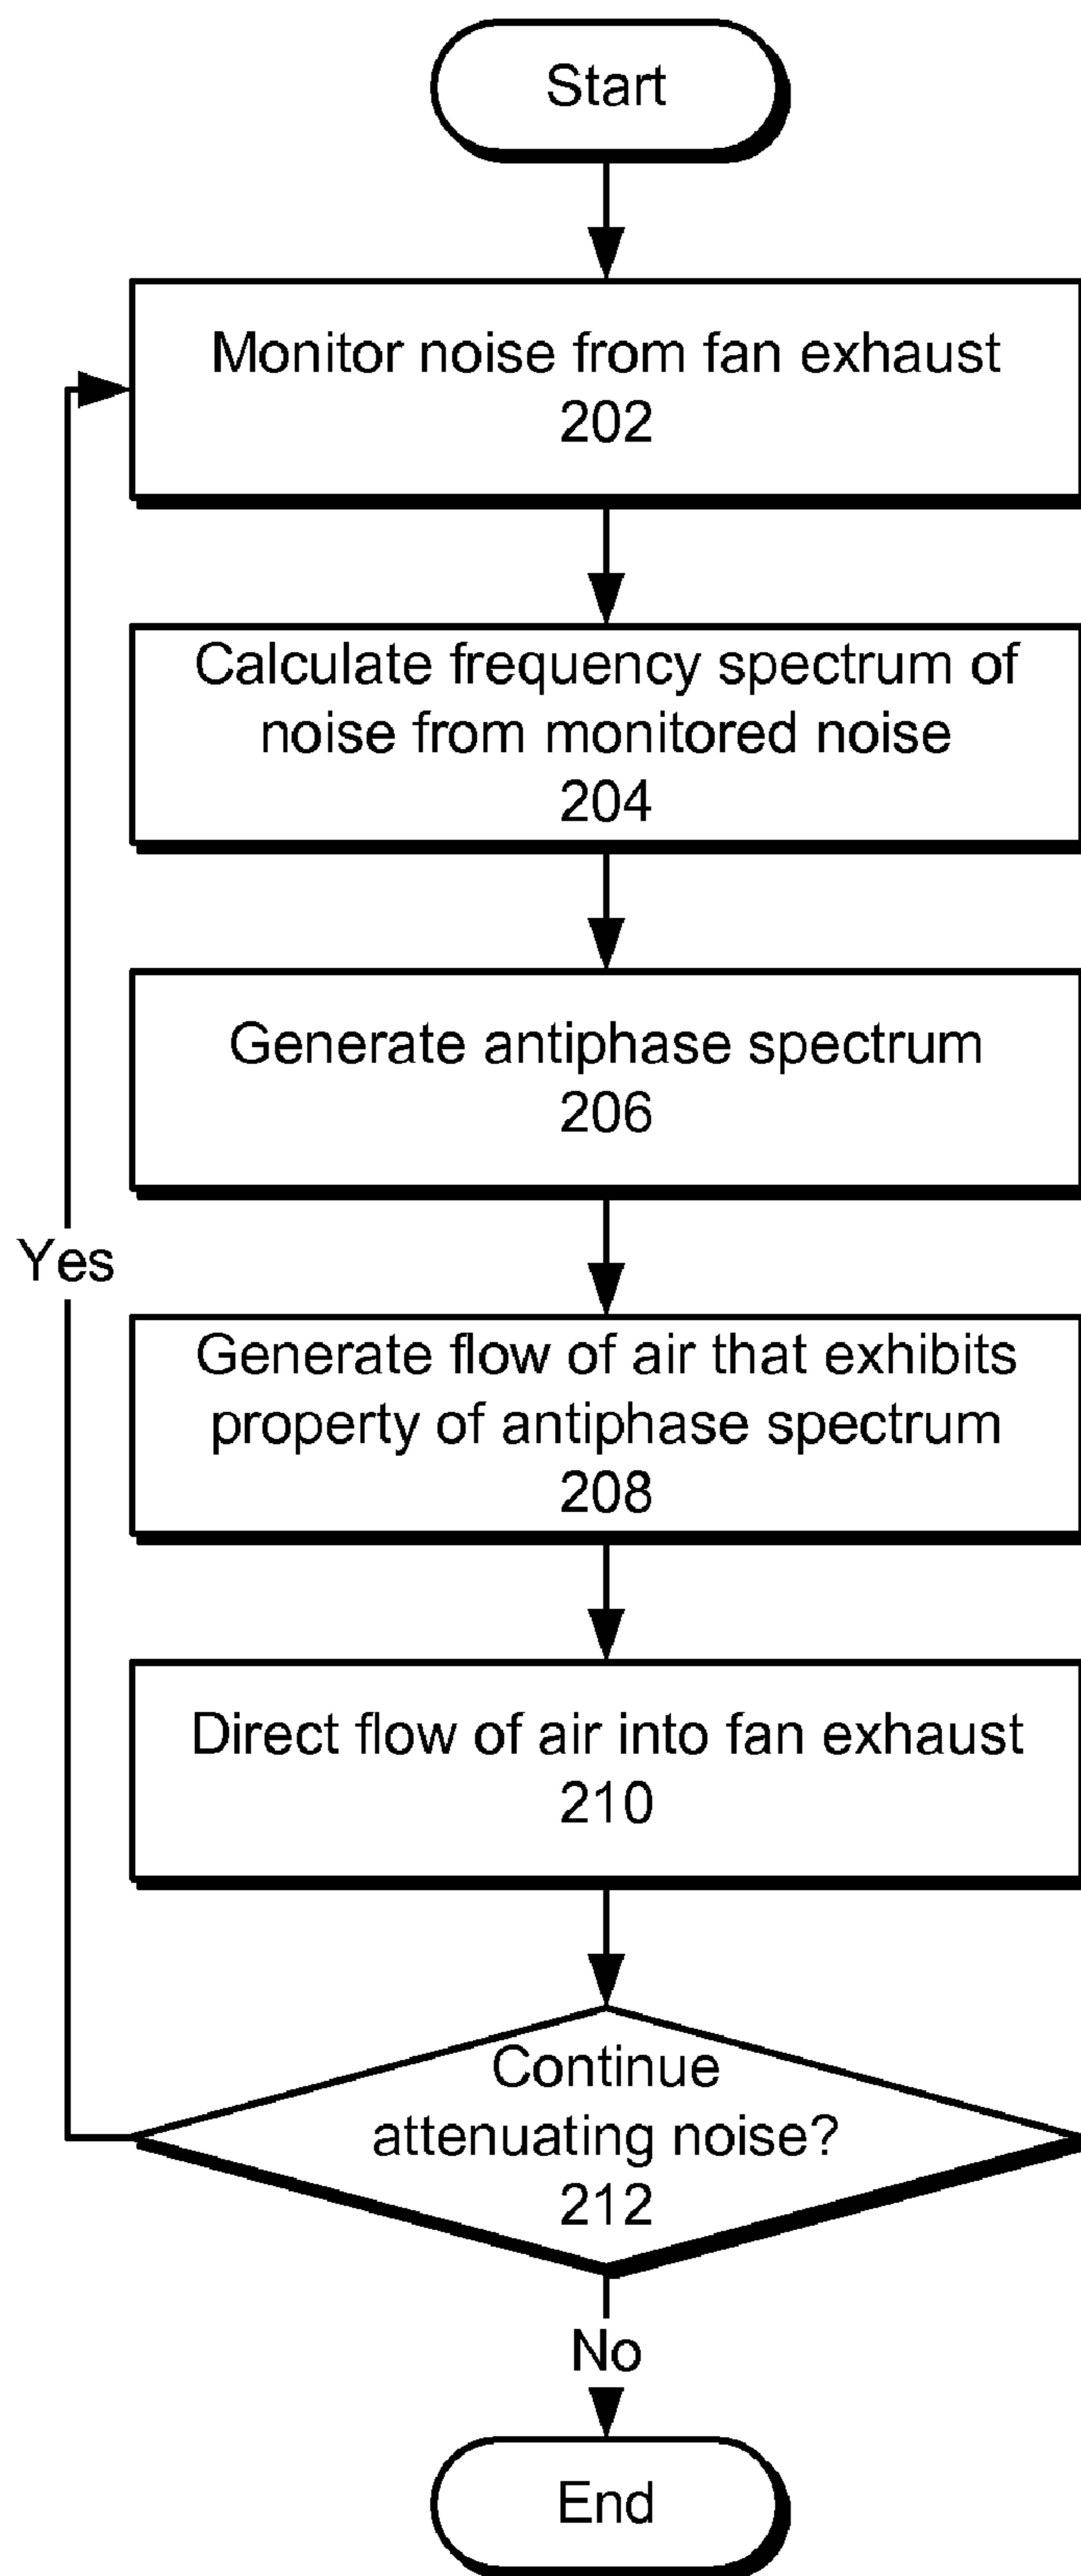 Start
Monitor noise from fan exhaust
202
Calculate frequency spectrum of
noise from monitored noise
204
Generate antiphase spectrum
206
Yes
Generate flow of air that exhibits
property of antiphase spectrum
208
Direct flow of air into fan exhaust
210
Continue
attenuating noise?
212
No
End